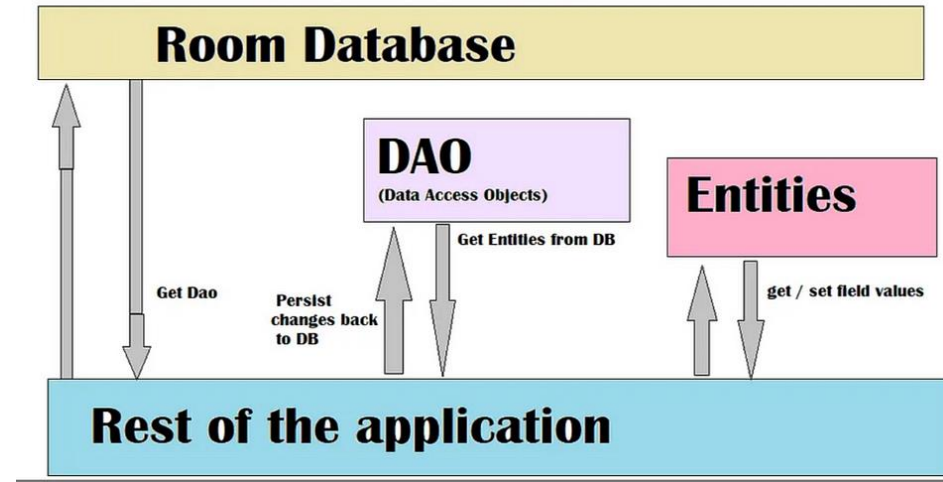 Room Database
DAO
(Data Access Objects)
Entities
Get Entities from DB
Get Dao
Persist
changes back
to DB
get / set field values
Rest of the application